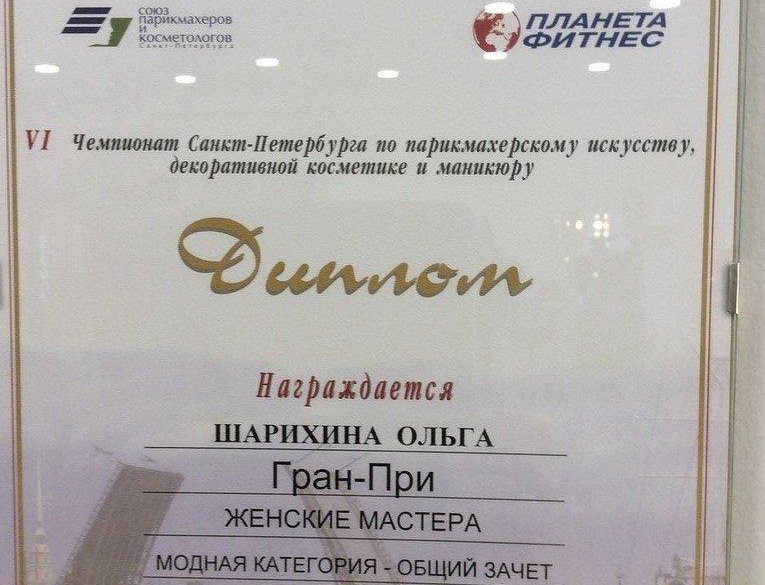 СОЮЗ
ПАРИКМАХЕРОВ
И
КОСМЕТОЛОГОВ
Санкт-Петербурга
ПЛАНЕТА
ФИТНЕС
VI Чемпионат Санкт-Петербурга по парикмахерскому искусству,
декоративной косметике и маникюру
Диплом
Награждается
ШАРИХИНА ОЛЬГА
Гран-При
ЖЕНСКИЕ МАСТЕРА
МОДНАЯ КАТЕГОРИЯ - ОБЩИЙ ЗАЧЕТ